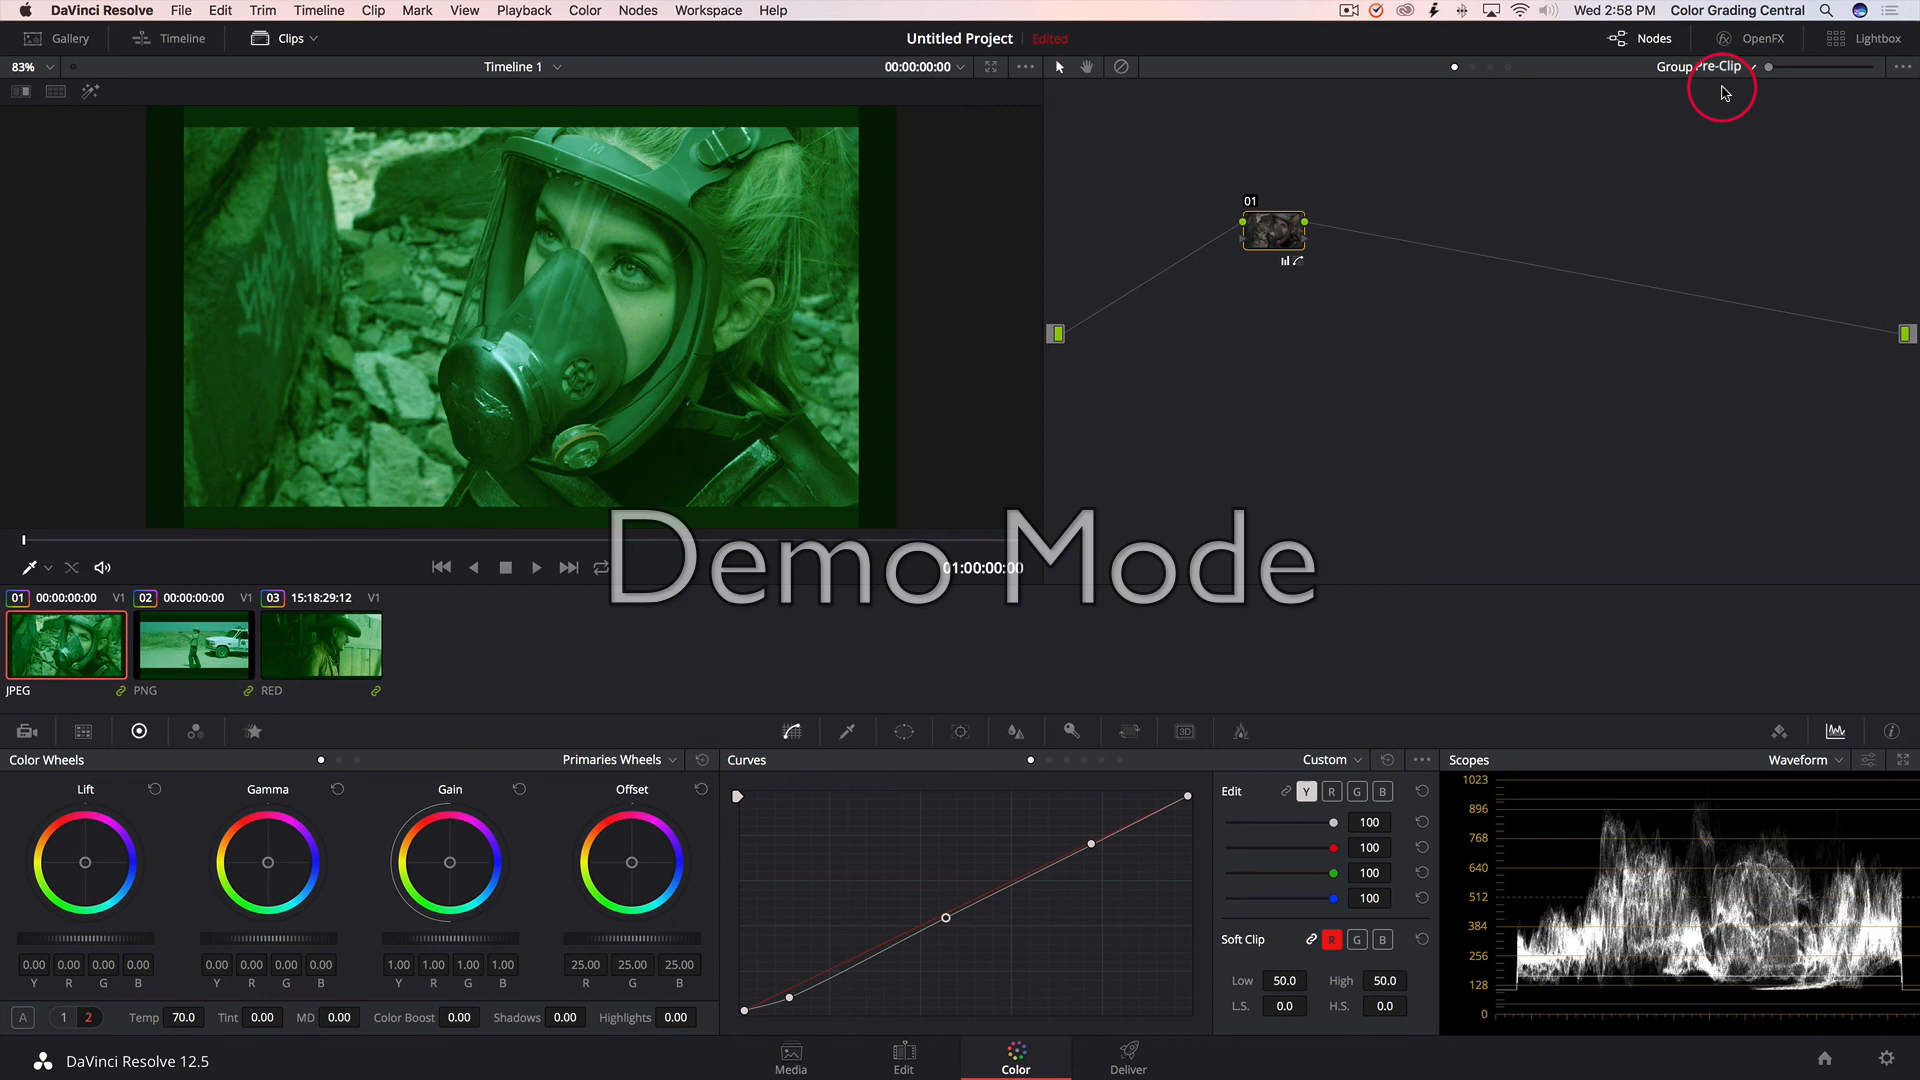 DaVinci Resolve File Edit Trim Timeline Clip Mark View Playback Color Nodes Workspace Help Wed 2:58 PM Color Grading Central
Gallery Timeline Clips Untitled Project Edited Nodes OpenFX Lightbox
83% Timeline 1 00:00:00:00 Group Pre-Clip
01
Demo Mode
01:00:00:00
01 00:00:00:00 V1 02 00:00:00:00 V1 03 15:18:29:12 V1
JPEG PNG RED
3D
Color Wheels Primaries Wheels Curves Custom Scopes Waveform
Lift Gamma Gain Offset
Edit Y R G B
100
100
100
100
Soft Clip R G B
Low 50.0 High 50.0
L.S. 0.0 H.S. 0.0
1023
896
768
640
512
384
256
128
0
0.00 0.00 0.00 0.00 0.00 0.00 0.00 0.00 1.00 1.00 1.00 1.00 25.00 25.00 25.00
Y R G B Y R G B Y R G B R G B
A 1 2 Temp 70.0 Tint 0.00 MD 0.00 Color Boost 0.00 Shadows 0.00 Highlights 0.00
DaVinci Resolve 12.5 Media Edit Color Deliver